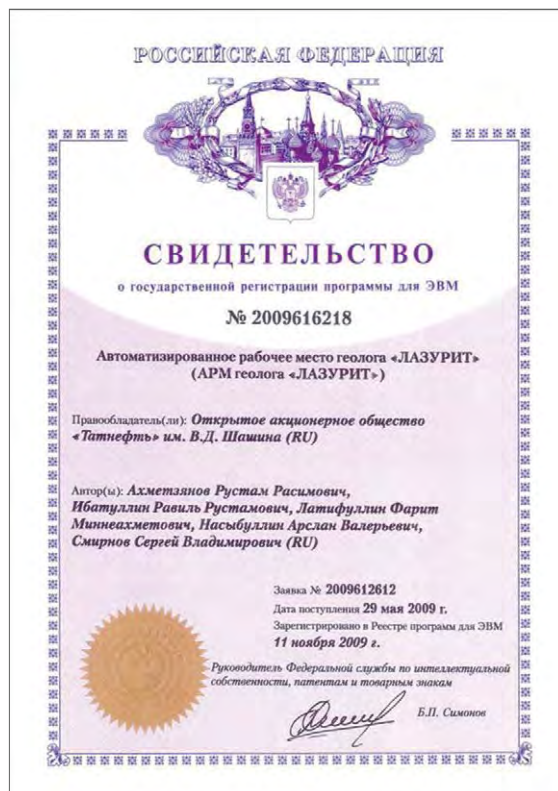 РОССИЙСКАЯ ФЕДЕРАЦИЯ
СВИДЕТЕЛЬСТВО
о государственной регистрации программы для ЭВМ
№ 2009616218
Автоматизированное рабочее место геолога «ЛАЗУРИТ»
(АРМ геолога «ЛАЗУРИТ»)
Правообладатель(ли): Открытое акционерное общество
«Татнефть» им. В.Д. Шашина (RU)
Автор(ы): Ахметзянов Рустам Расимович,
Ибатуллин Равиль Рустамович, Латифуллин Фарит
Миннеахметович, Насыбуллин Арслан Валерьевич,
Смирнов Сергей Владимирович (RU)
Заявка № 2009612612
Дата поступления 29 мая 2009 г.
Зарегистрировано в Реестре программ для ЭВМ
11 ноября 2009 г.
Руководитель Федеральной службы по интеллектуальной
собственности, патентам и товарным знакам
Б.П. Симонов